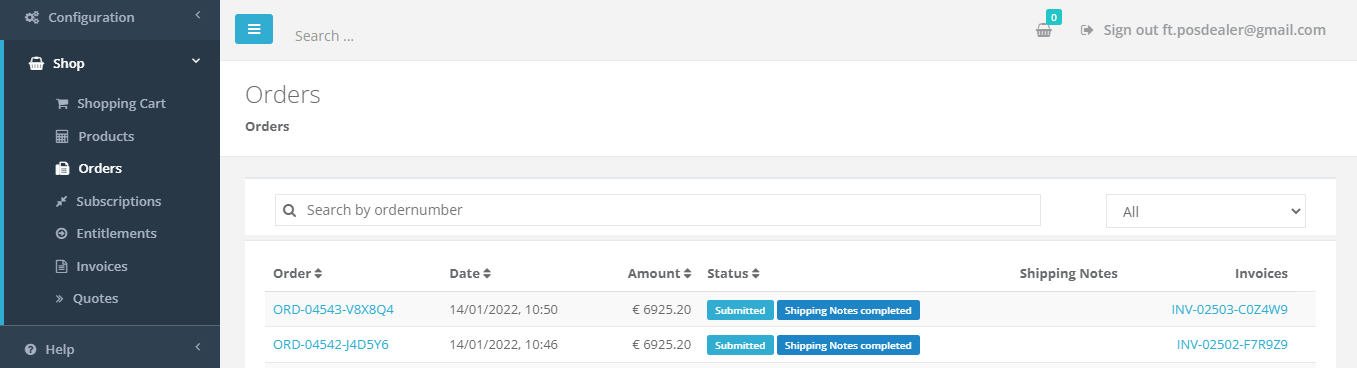 Configuration
Shop
Shopping Cart
Products
Orders
Subscriptions
Entitlements
Invoices
Quotes
Help
Search ...
0
Sign out ft.posdealer@gmail.com
Orders
Orders
Search by ordernumber
All
Order Date Amount Status Shipping Notes Invoices
ORD-04543-V8X8Q4 14/01/2022, 10:50 € 6925.20 Submitted Shipping Notes completed INV-02503-C0Z4W9
ORD-04542-J4D5Y6 14/01/2022, 10:46 € 6925.20 Submitted Shipping Notes completed INV-02502-F7R9Z9